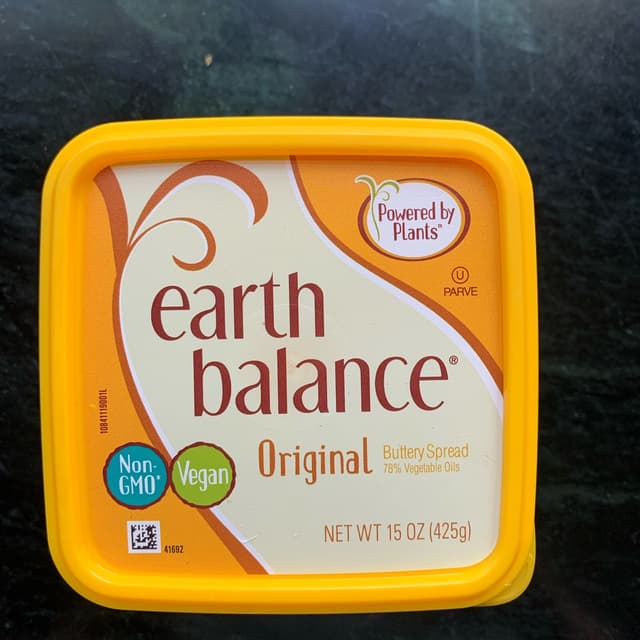 Powered by
Plants™
U
PARVE
earth
balance®
Original
Buttery Spread
78% Vegetable Oils
Non-
GMO*
Vegan
NET WT 15 OZ (425g)
41692
10841119001L